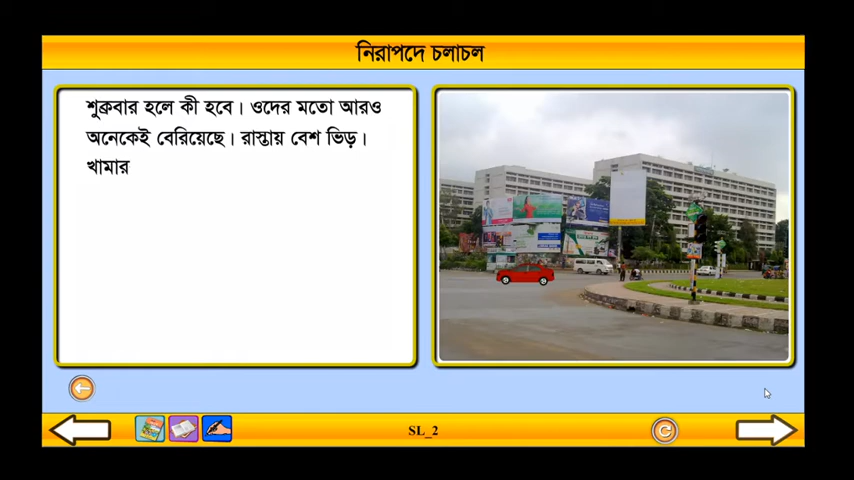 নিরাপদে চলাচল
শুক্রবার হলে কী হবে। ওদের মতো আরও
অনেকেই বেরিয়েছে। রাস্তায় বেশ ভিড়।
খামার
SL_2